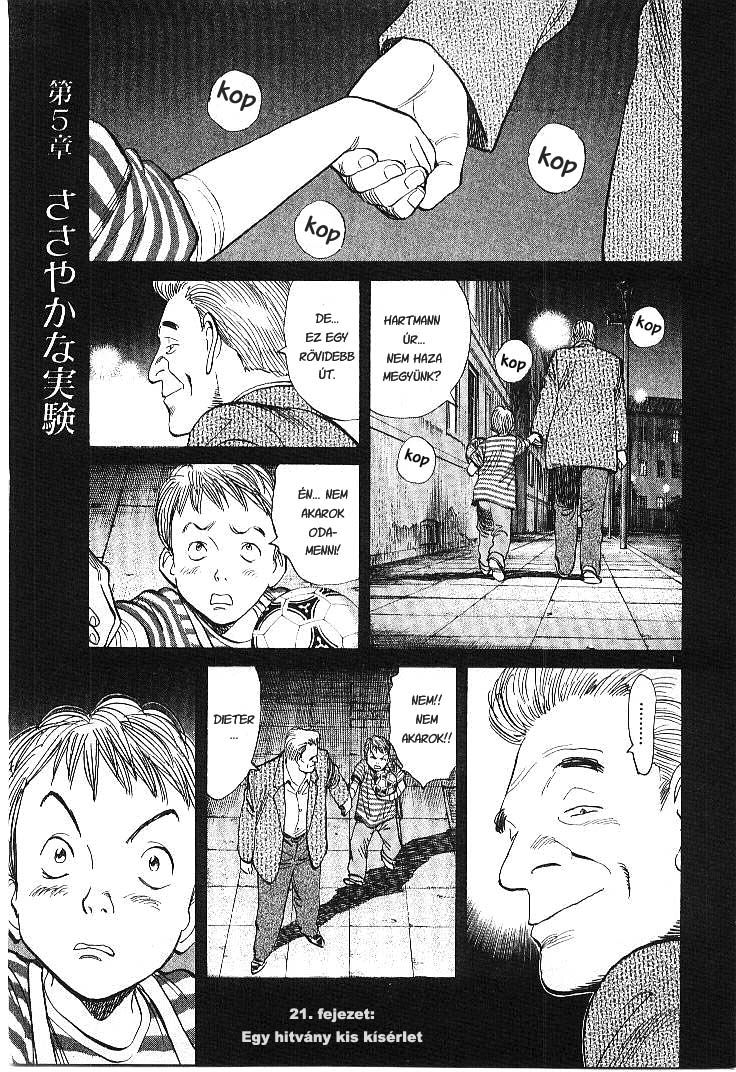 第5章 ささやかな実験
kop
kop
kop
HARTMANN
ÚR...
NEM HAZA
MEGYÜNK?
kop
kop
kop
DE...
EZ EGY
RÖVIDEBB
ÚT.
ÉN... NEM
AKAROK
ODA-
MENNI!
1
.........
NEM!!
NEM
AKAROK!!
DIETER
...
21. fejezet:
Egy hitvány kis kísérlet